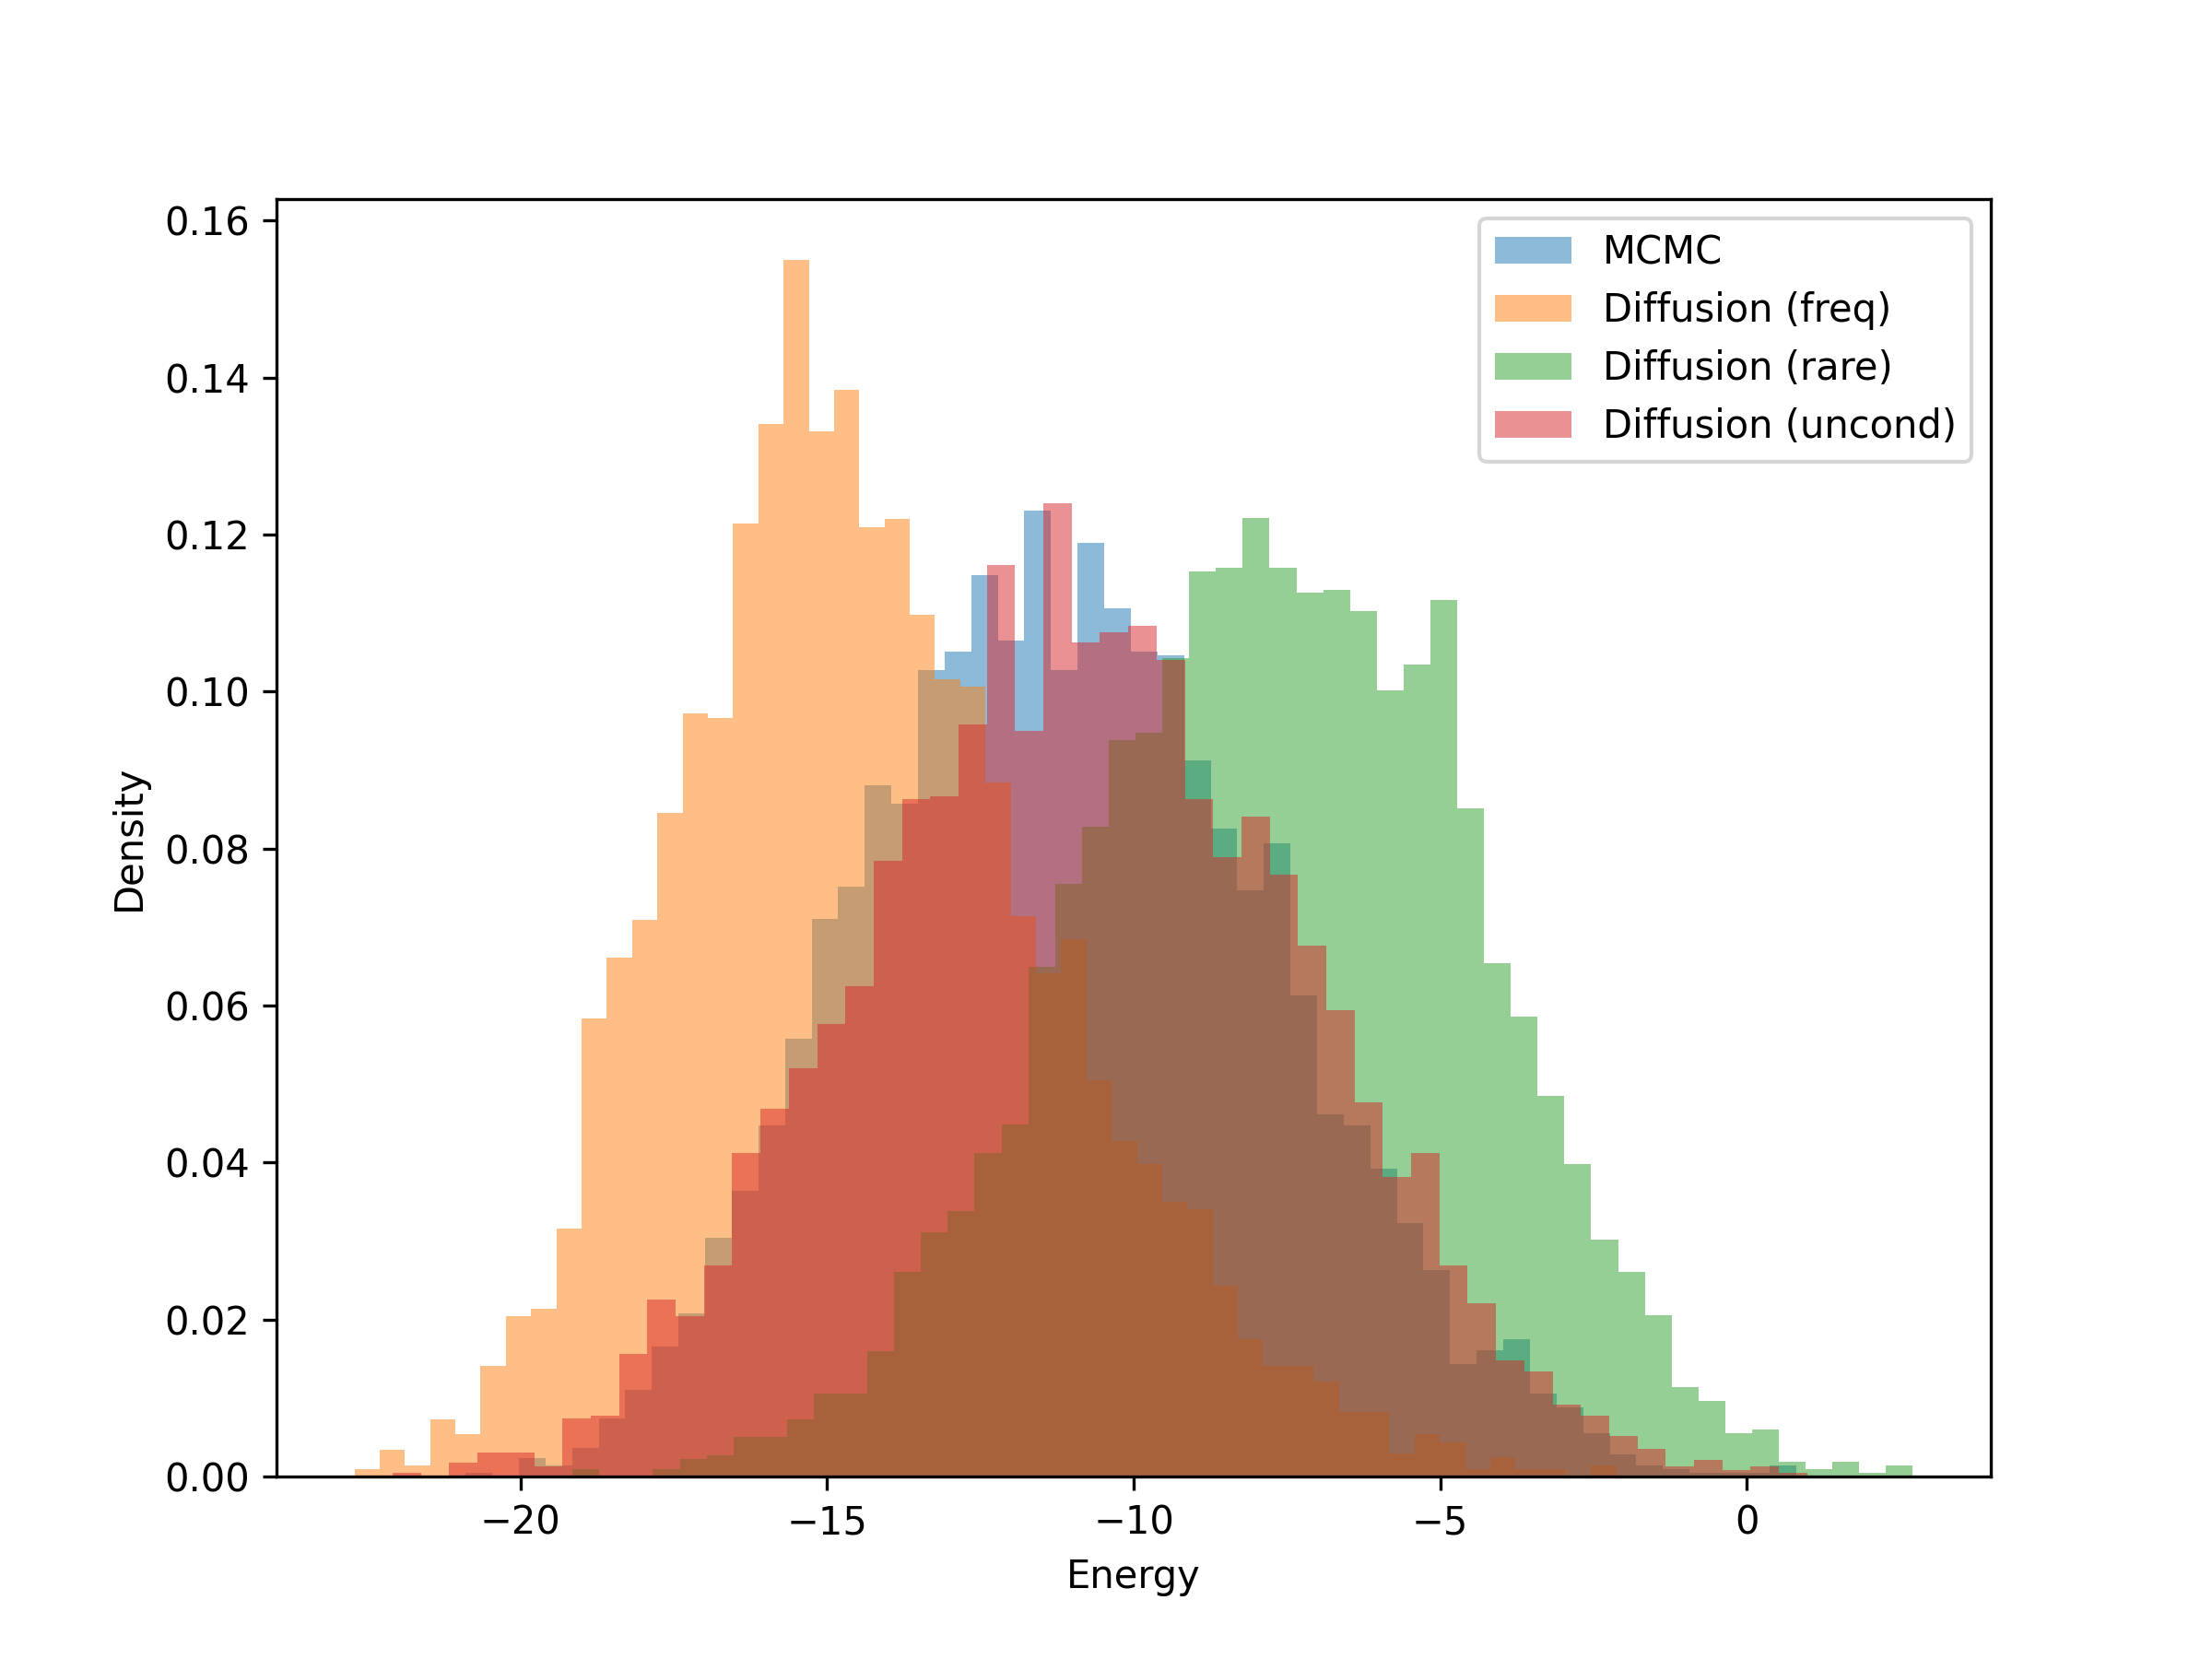 MCMC
Diffusion (freq)
Diffusion (rare)
Diffusion (uncond)
0.16
0.14
0.12
0.10
0.08
0.06
0.04
0.02
0.00
Density
−20 −15 −10 −5 0
Energy